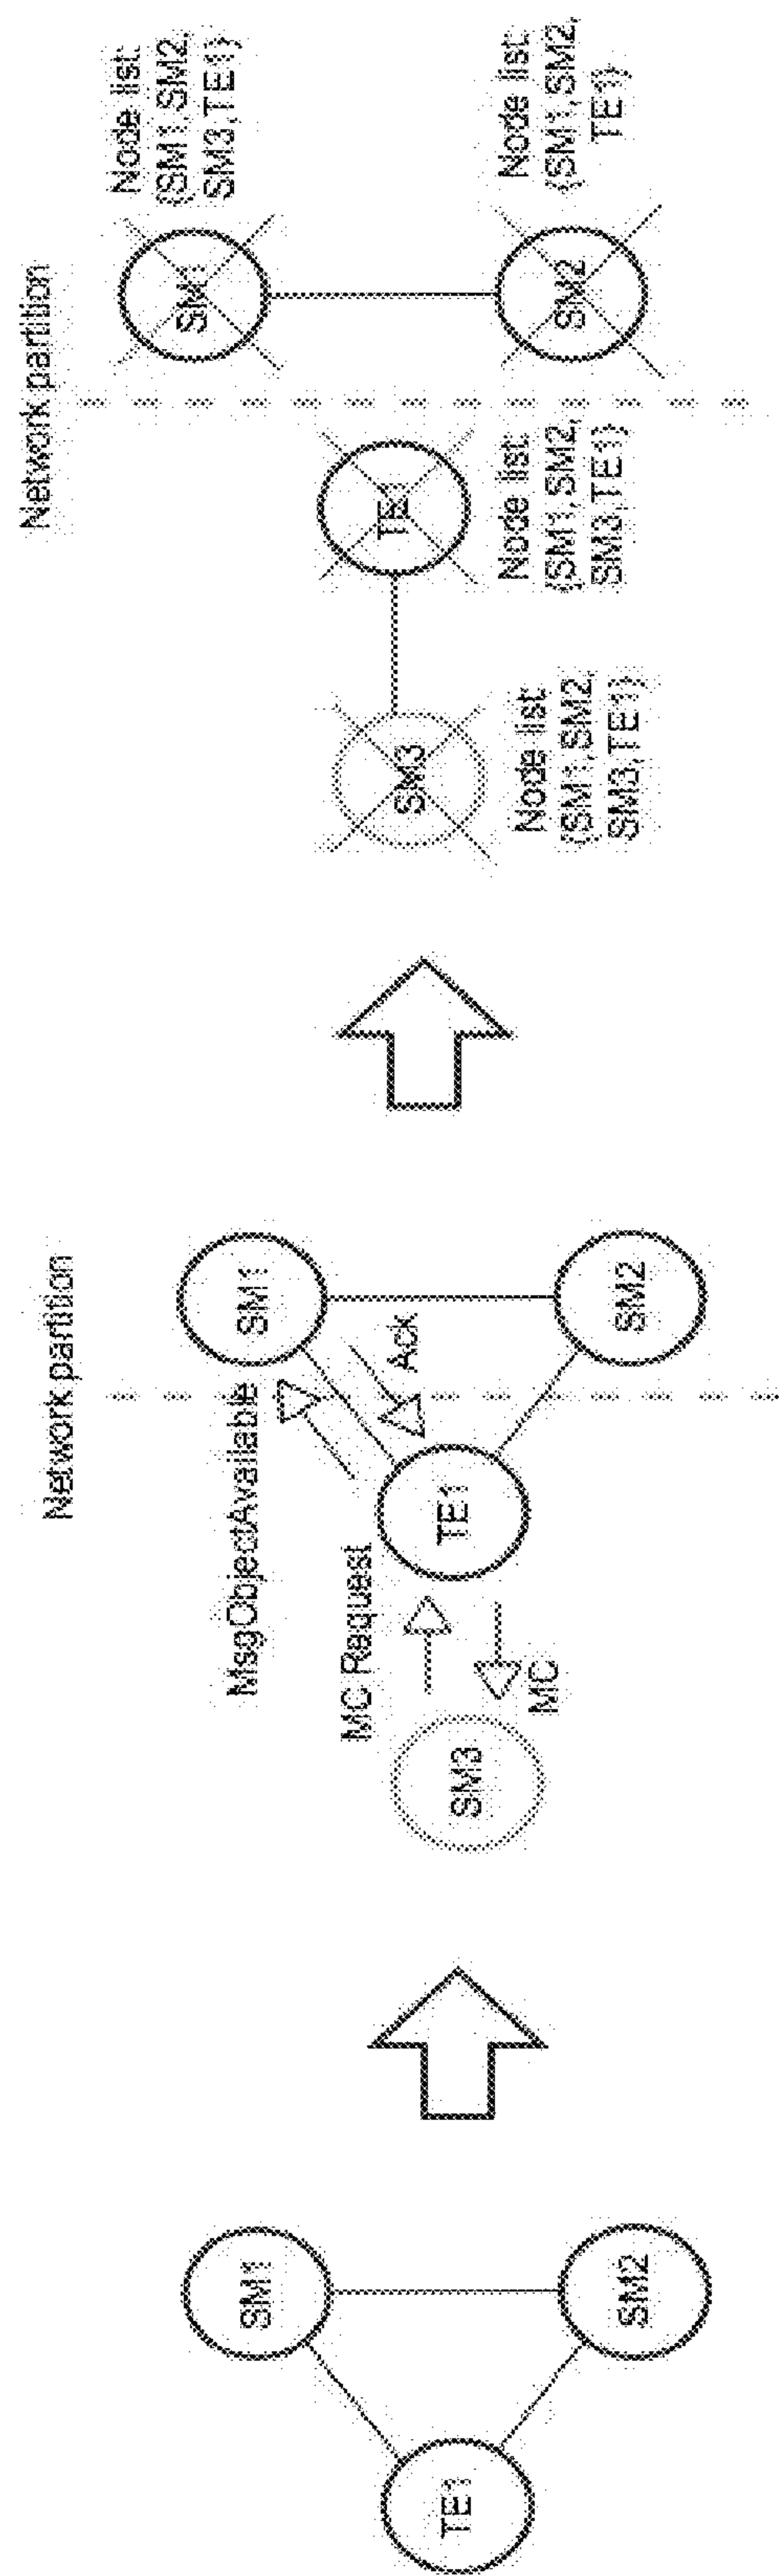 TE1
SM1
SM2
Network partition
MsgObjectAvailable
SM1
Ack
MC Request
TE1
SM3
MC
SM2
Network partition
SM1
Node list:
{SM1,SM2,
SM3,TE1}
TE1
Node list:
{SM1,SM2,
SM3,TE1}
SM3
Node list:
{SM1,SM2,
SM3,TE1}
SM2
Node list:
{SM1,SM2,
TE1}